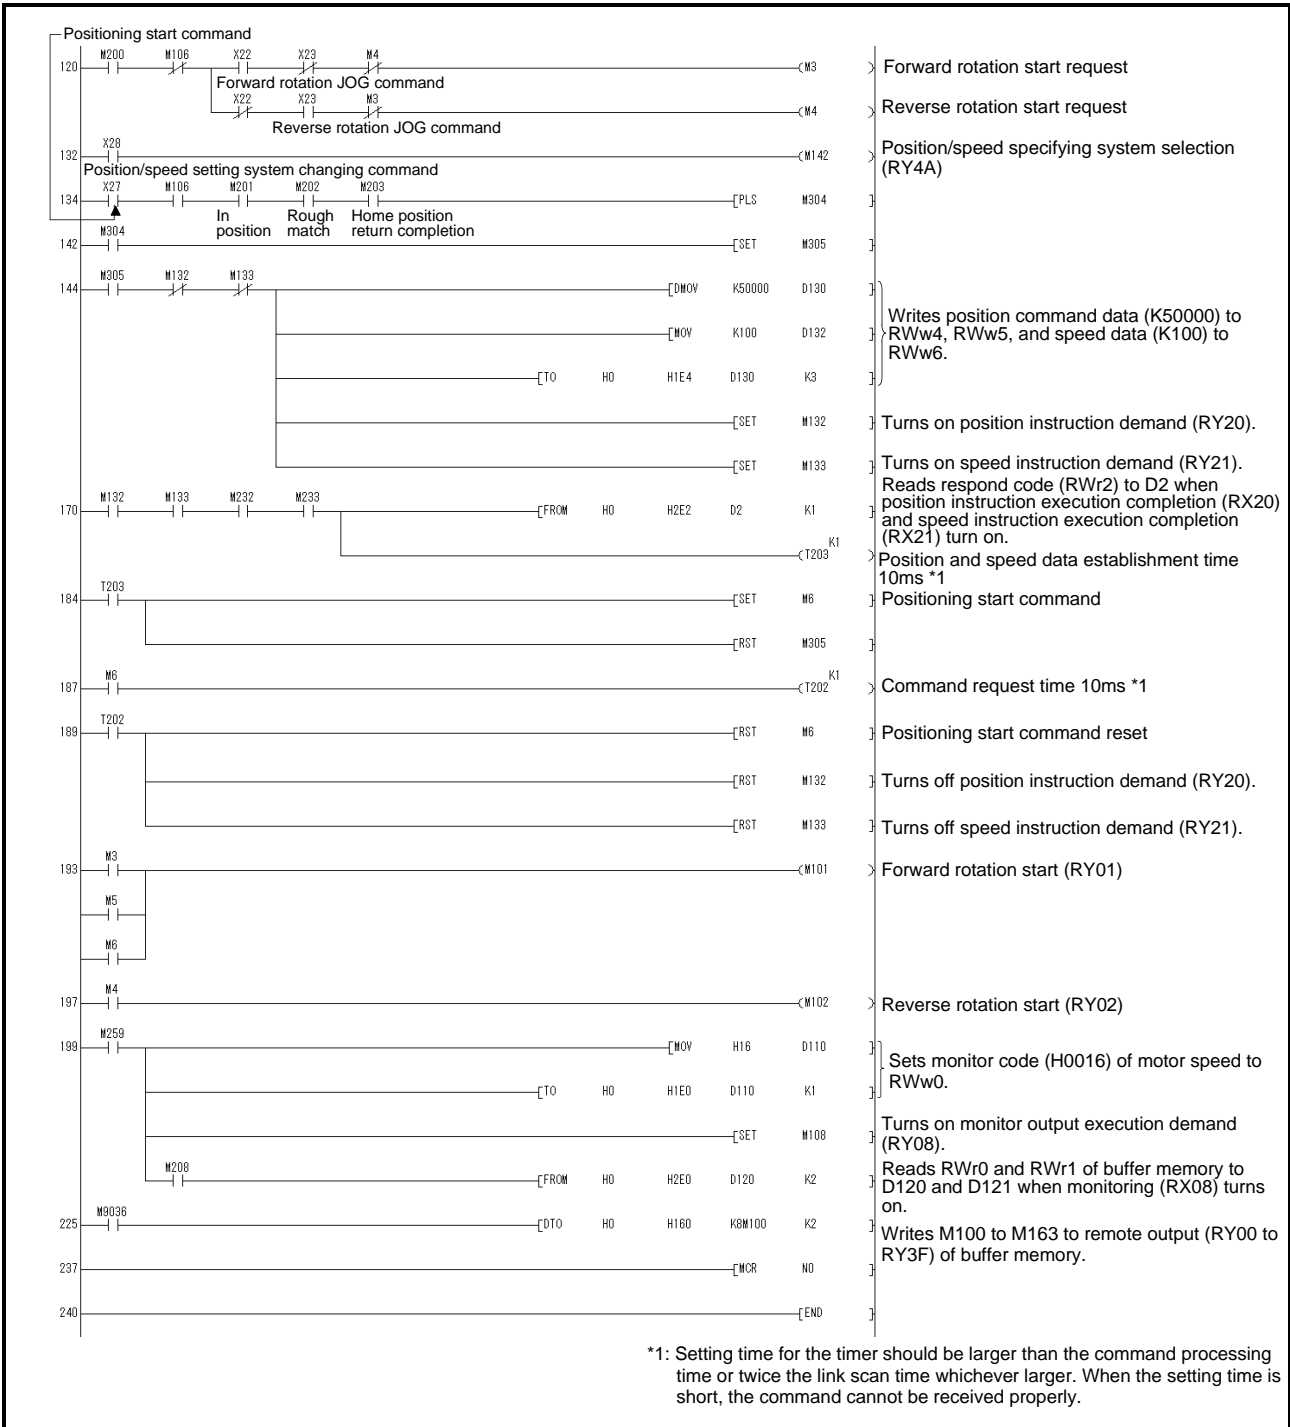 Positioning start command
M200 M106 X22 X23 M4
120 (M3 ) Forward rotation start request
Forward rotation JOG command
X22 X23 M3
(M4 ) Reverse rotation start request
Reverse rotation JOG command
X28
132 (M142 ) Position/speed specifying system selection
(RY4A)
Position/speed setting system changing command
X27 M106 M201 M202 M203
134 [PLS M304 ]
In Rough Home position
position match return completion
M304
142 [SET M305 ]
M305 M132 M133
144 [DMOV K50000 D130 ]
[MOV K100 D132 ]
[TO H0 H1E4 D130 K3 ]
Writes position command data (K50000) to
RWw4, RWw5, and speed data (K100) to
RWw6.
[SET M132 ] Turns on position instruction demand (RY20).
[SET M133 ] Turns on speed instruction demand (RY21).
M132 M133 M232 M233
170 [FROM H0 H2E2 D2 K1 ]
Reads respond code (RWr2) to D2 when
position instruction execution completion (RX20)
and speed instruction execution completion
(RX21) turn on.
K1
(T203 ) Position and speed data establishment time
10ms *1
T203
184 [SET M6 ] Positioning start command
[RST M305 ]
M6 K1
187 (T202 ) Command request time 10ms *1
T202
189 [RST M6 ] Positioning start command reset
[RST M132 ] Turns off position instruction demand (RY20).
[RST M133 ] Turns off speed instruction demand (RY21).
M3
193 (M101 ) Forward rotation start (RY01)
M5
M6
M4
197 (M102 ) Reverse rotation start (RY02)
M259
199 [MOV H16 D110 ]
[TO H0 H1E0 D110 K1 ]
Sets monitor code (H0016) of motor speed to
RWw0.
[SET M108 ] Turns on monitor output execution demand
(RY08).
M208
[FROM H0 H2E0 D120 K2 ] Reads RWr0 and RWr1 of buffer memory to
D120 and D121 when monitoring (RX08) turns
on.
M9036
225 [DTO H0 H160 K8M100 K2 ] Writes M100 to M163 to remote output (RY00 to
RY3F) of buffer memory.
237 [MCR N0 ]
240 [END ]
*1: Setting time for the timer should be larger than the command processing
time or twice the link scan time whichever larger. When the setting time is
short, the command cannot be received properly.